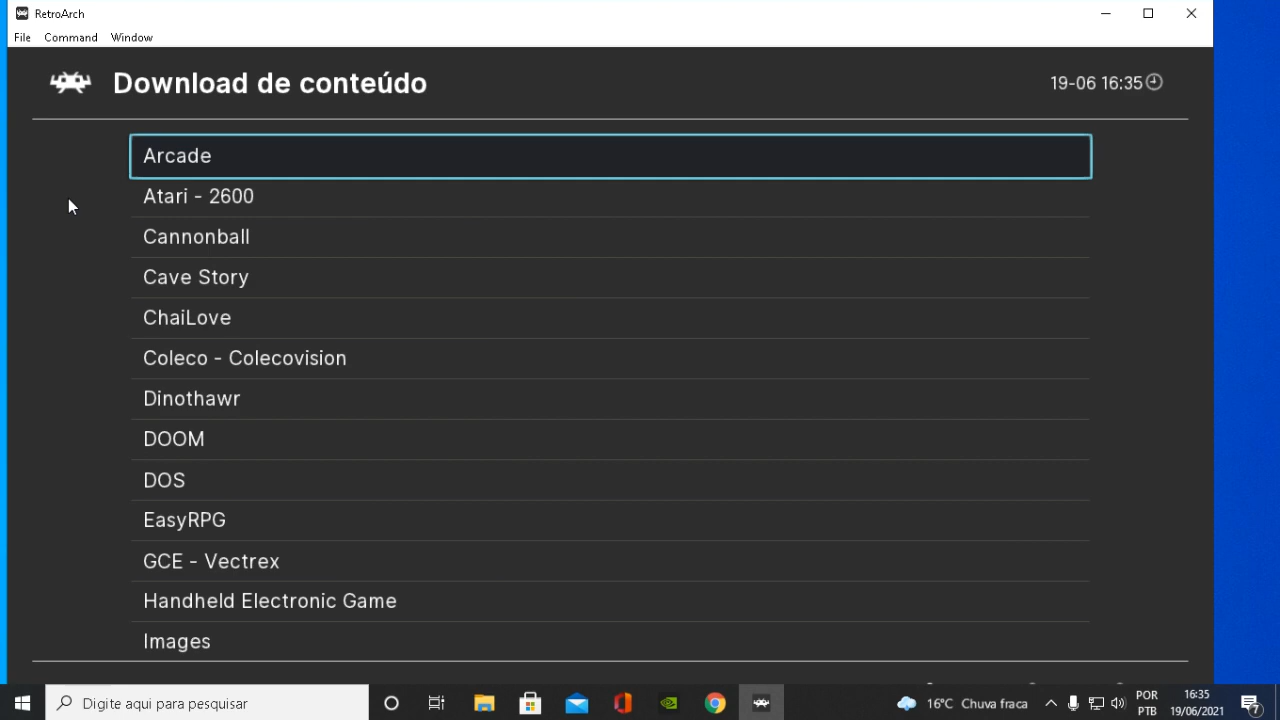 RetroArch
File Command Window
Download de conteúdo
19-06 16:35
Arcade
Atari - 2600
Cannonball
Cave Story
ChaiLove
Coleco - Colecovision
Dinothawr
DOOM
DOS
EasyRPG
GCE - Vectrex
Handheld Electronic Game
Images
Digite aqui para pesquisar
16°C Chuva fraca
POR
PTB
16:35
19/06/2021
7